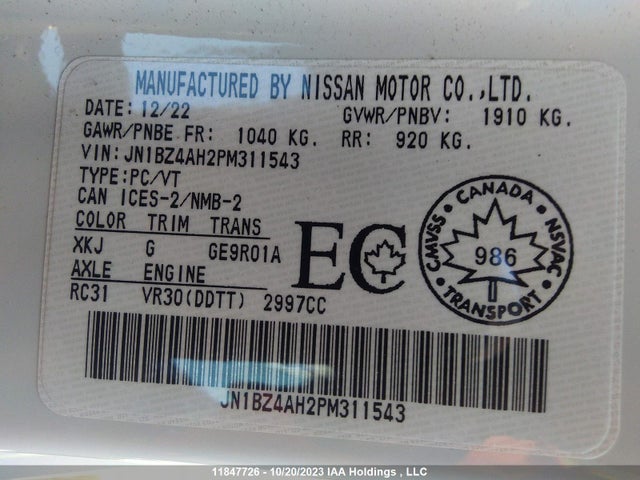 MANUFACTURED BY NISSAN MOTOR CO.,LTD.
DATE: 12/22 GVWR/PNBV: 1910 KG.
GAWR/PNBE FR: 1040 KG. RR: 920 KG.
VIN: JN1BZ4AH2PM311543
TYPE:PC/VT
CAN ICES-2/NMB-2
COLOR TRIM TRANS
XKJ G GE9R01A
AXLE ENGINE
RC31 VR30(DDTT) 2997CC
EC
CANADA
CMVSS
NSVAC
986
TRANSPORT
JN1BZ4AH2PM311543
11847726 - 10/20/2023 IAA Holdings , LLC